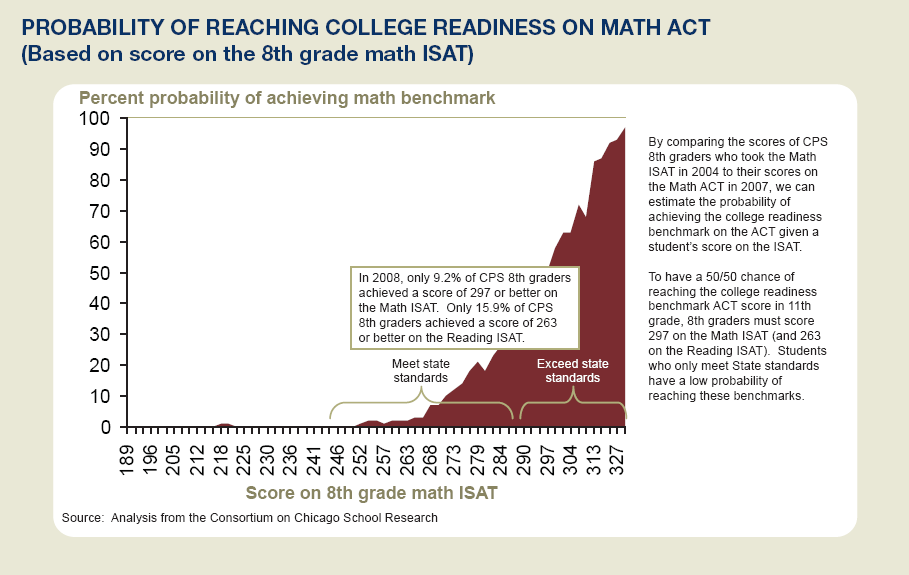 PROBABILITY OF REACHING COLLEGE READINESS ON MATH ACT
(Based on score on the 8th grade math ISAT)
Percent probability of achieving math benchmark
100
90
80
70
60
50
40
30
20
10
0
In 2008, only 9.2% of CPS 8th graders
achieved a score of 297 or better on
the Math ISAT.  Only 15.9% of CPS
8th graders achieved a score of 263
or better on the Reading ISAT.
Meet state
standards
Exceed state
standards
189
196
205
212
218
225
230
236
241
246
252
257
263
268
273
279
284
290
297
304
313
327
Score on 8th grade math ISAT
By comparing the scores of CPS
8th graders who took the Math
ISAT in 2004 to their scores on
the Math ACT in 2007, we can
estimate the probability of
achieving the college readiness
benchmark on the ACT given a
student's score on the ISAT.
To have a 50/50 chance of
reaching the college readiness
benchmark ACT score in 11th
grade, 8th graders must score
297 on the Math ISAT (and 263
on the Reading ISAT).  Students
who only meet State standards
have a low probability of
reaching these benchmarks.
Source:  Analysis from the Consortium on Chicago School Research